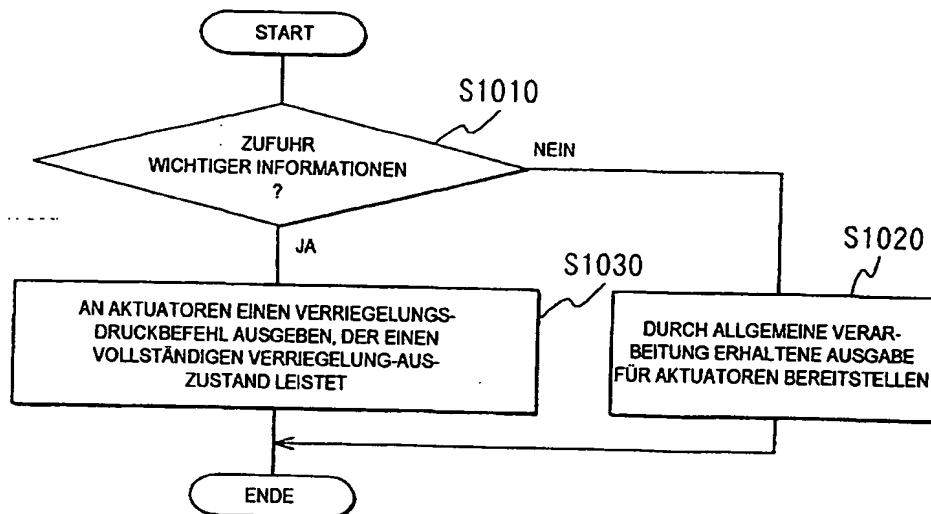 START
S1010
ZUFUHR
WICHTIGER INFORMATIONEN
?
NEIN
JA
S1020
S1030
AN AKTUATOREN EINEN VERRIEGELUNGS-
DRUCKBEFEHL AUSGEBEN, DER EINEN
VOLLSTÄNDIGEN VERRIEGELUNG-AUS-
ZUSTAND LEISTET
DURCH ALLGEMEINE VERAR-
BEITUNG ERHALTENE AUSGABE
FÜR AKTUATOREN BEREITSTELLEN
ENDE